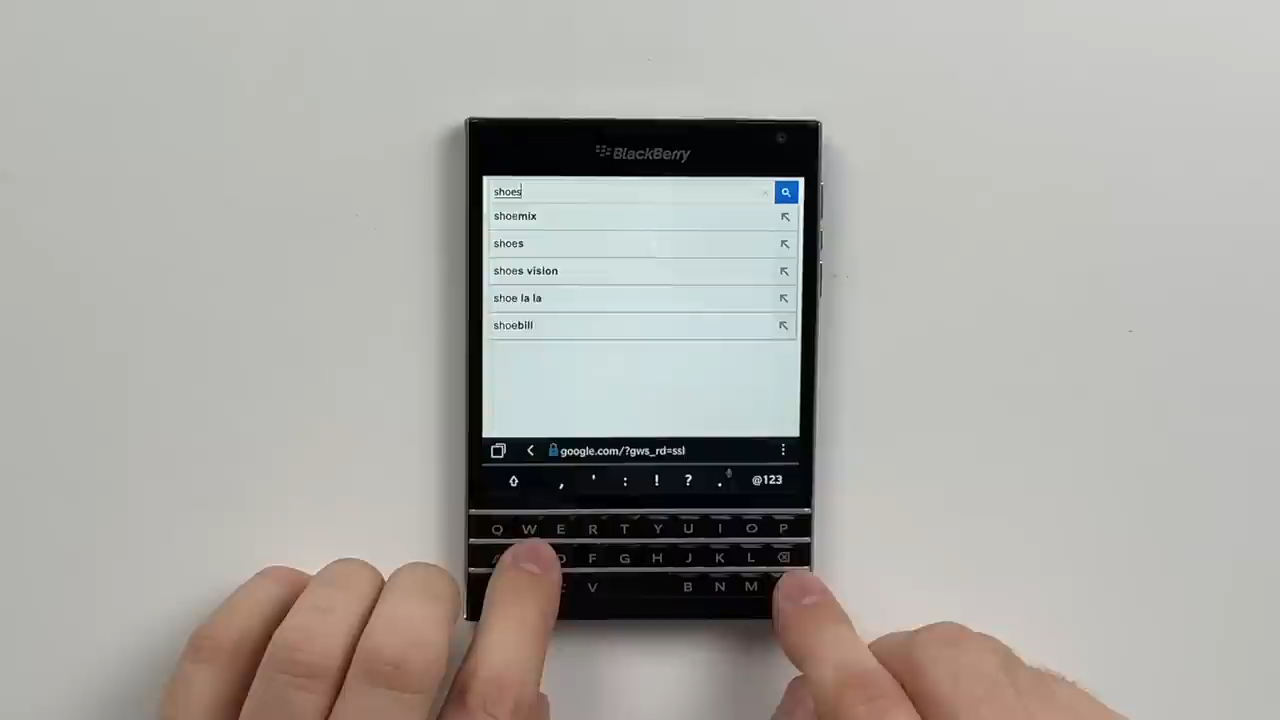 BlackBerry
shoes
shoemix
shoes
shoes vision
shoe la la
shoebill
google.com/?gws_rd=ssl
, ' : ! ? . @123
Q W E R T Y U I O P
D F G H J K L
V B N M